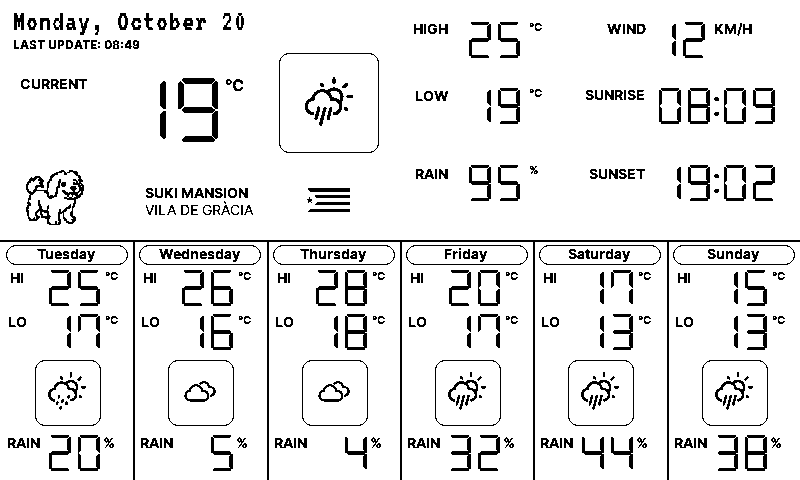 Monday, October 20
LAST UPDATE: 08:49
CURRENT 19 °C
SUKI MANSION
VILA DE GRÀCIA
HIGH 25 °C
WIND 12 KM/H
LOW 19 °C
SUNRISE 08:09
RAIN 95 %
SUNSET 19:02
Tuesday
HI 25 °C
LO 17 °C
RAIN 20 %
Wednesday
HI 26 °C
LO 16 °C
RAIN 5 %
Thursday
HI 28 °C
LO 18 °C
RAIN 4 %
Friday
HI 20 °C
LO 17 °C
RAIN 32 %
Saturday
HI 17 °C
LO 13 °C
RAIN 44 %
Sunday
HI 15 °C
LO 13 °C
RAIN 38 %